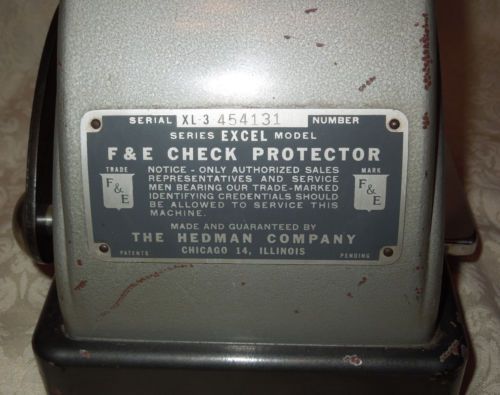 SERIAL XL-3 454131 NUMBER
SERIES EXCEL MODEL
F & E CHECK PROTECTOR
TRADE MARK
F & E F & E
NOTICE - ONLY AUTHORIZED SALES
REPRESENTATIVES AND SERVICE
MEN BEARING OUR TRADE-MARKED
IDENTIFYING CREDENTIALS SHOULD
BE ALLOWED TO SERVICE THIS
MACHINE.
MADE AND GUARANTEED BY
THE HEDMAN COMPANY
CHICAGO 14, ILLINOIS
PATENTS PENDING